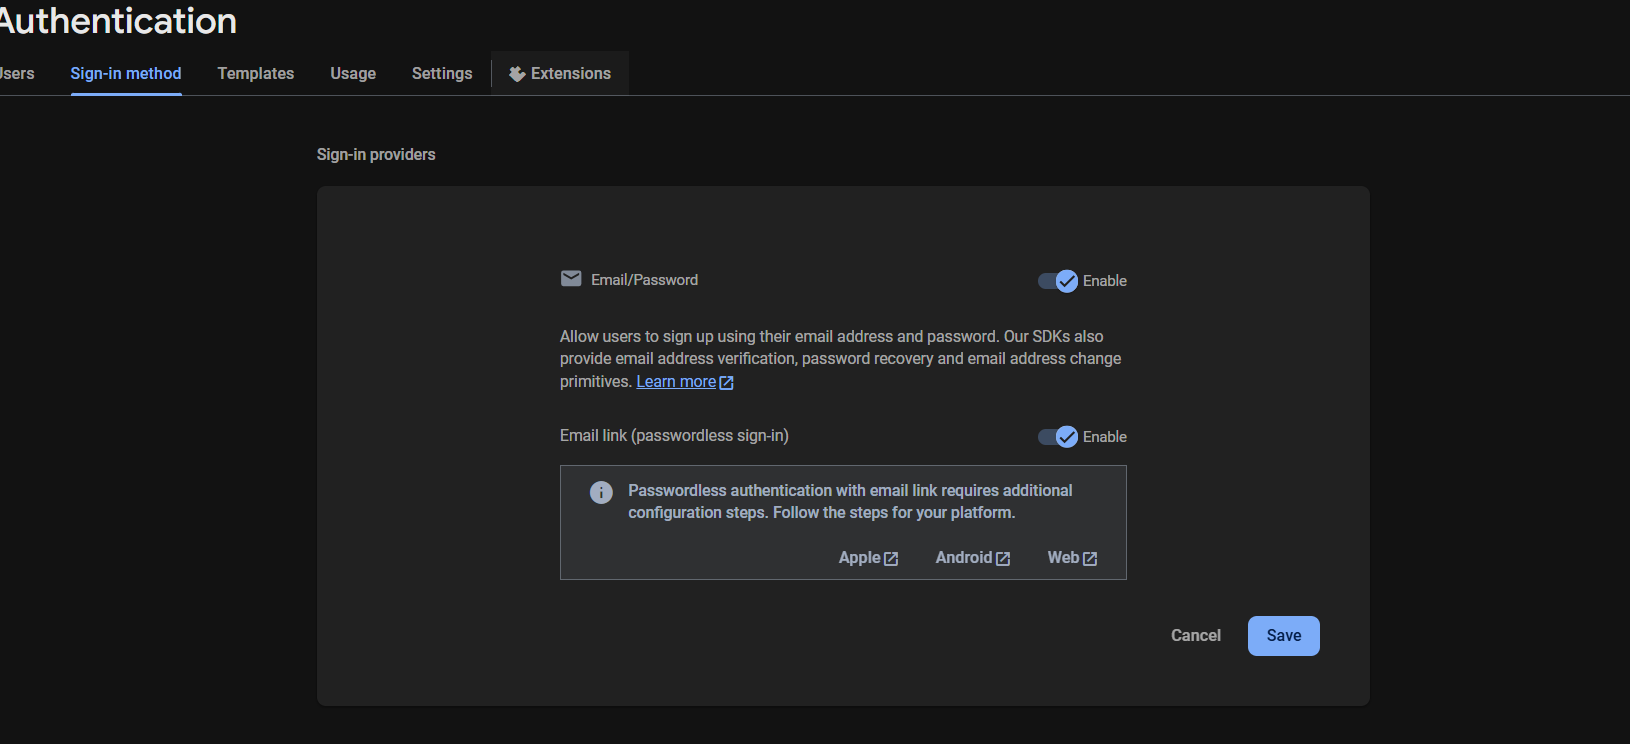 Authentication
Users
Sign-in method
Templates
Usage
Settings
Extensions
Sign-in providers
Email/Password
Enable
Allow users to sign up using their email address and password. Our SDKs also
provide email address verification, password recovery and email address change
primitives. Learn more
Email link (passwordless sign-in)
Enable
Passwordless authentication with email link requires additional
configuration steps. Follow the steps for your platform.
Apple
Android
Web
Cancel
Save